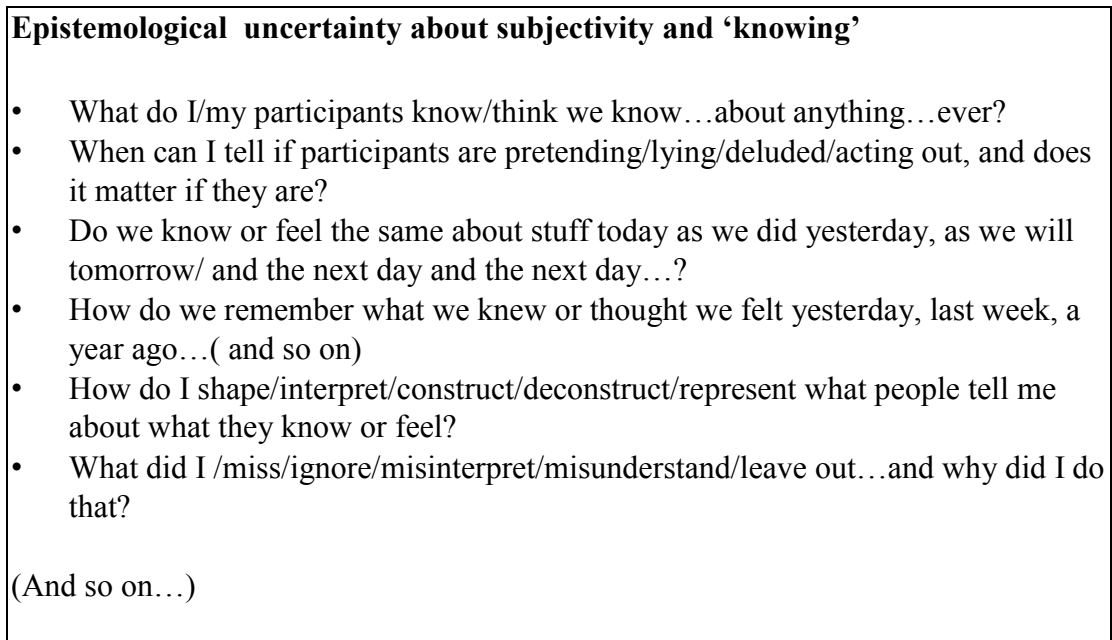 Epistemological  uncertainty about subjectivity and ‘knowing’
•	What do I/my participants know/think we know…about anything…ever?
•	When can I tell if participants are pretending/lying/deluded/acting out, and does
it matter if they are?
•	Do we know or feel the same about stuff today as we did yesterday, as we will
tomorrow/ and the next day and the next day…?
•	How do we remember what we knew or thought we felt yesterday, last week, a
year ago…( and so on)
•	How do I shape/interpret/construct/deconstruct/represent what people tell me
about what they know or feel?
•	What did I /miss/ignore/misinterpret/misunderstand/leave out…and why did I do
that?
(And so on…)